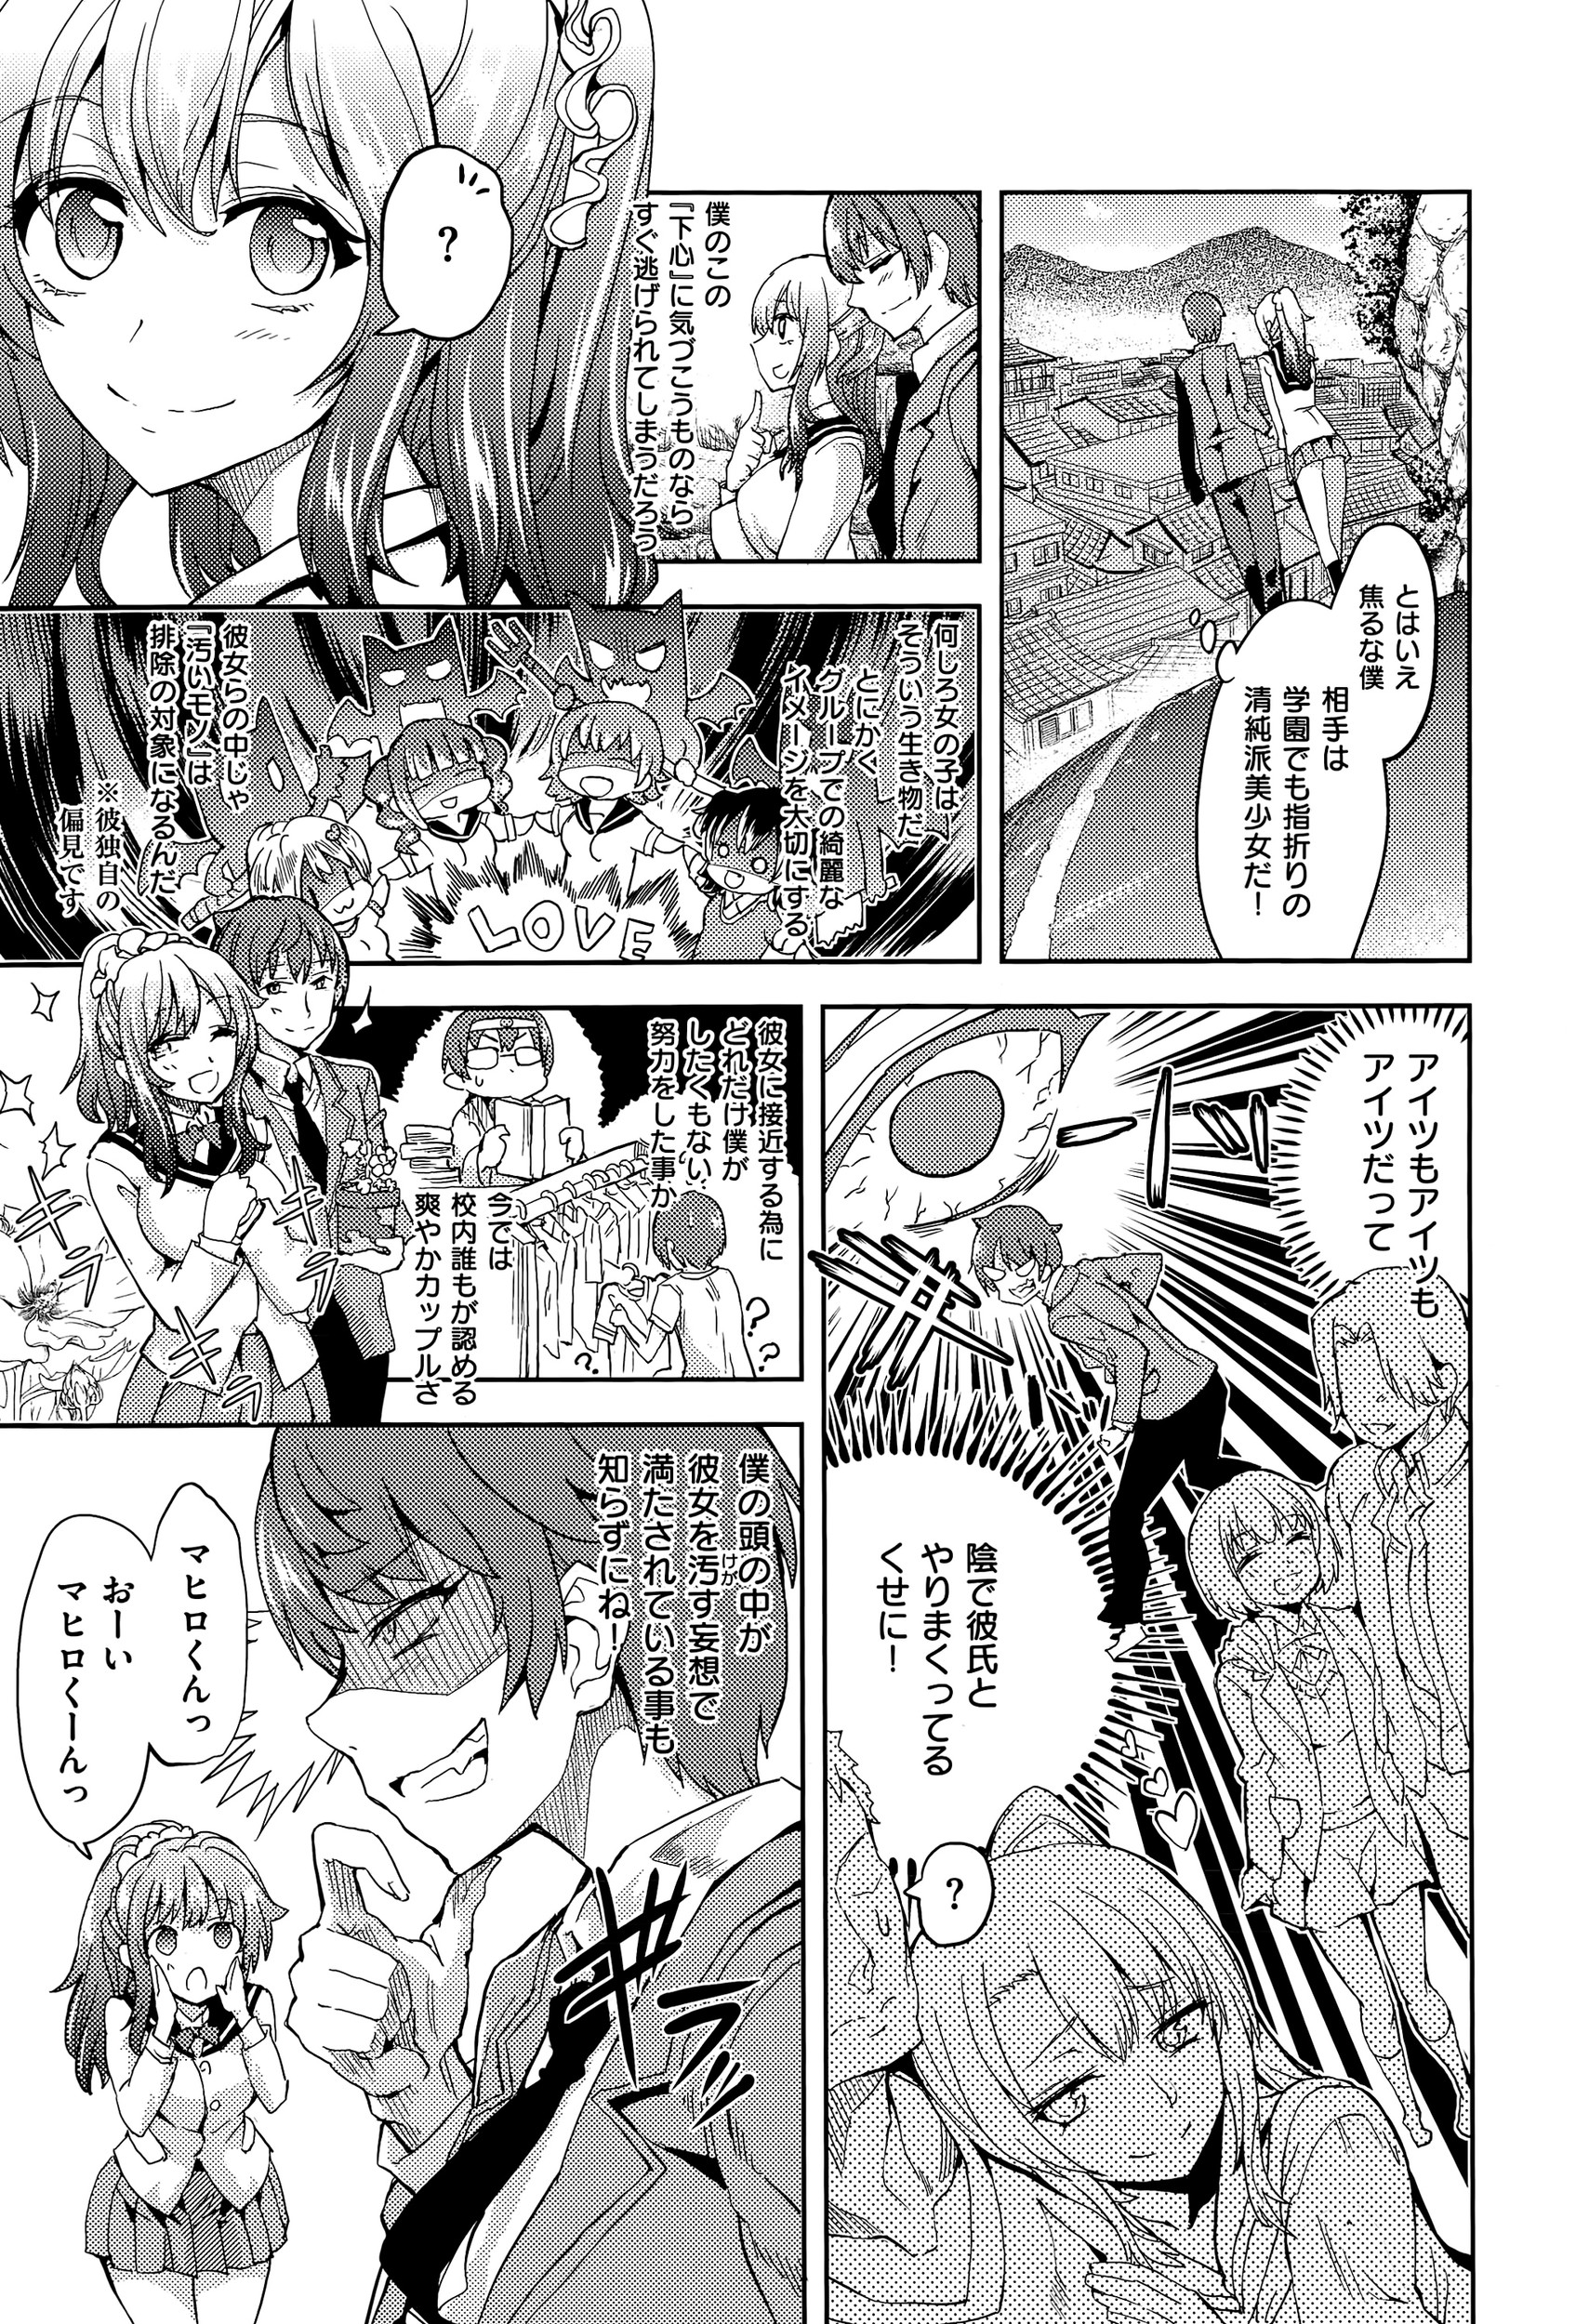 とはいえ
焦るな僕
相手は
学園でも指折りの
清純派美少女だ！
僕のこの
『下心』に気づこうものなら
すぐ逃げられてしまうだろう
？
何しろ女の子は
そういう生き物だ
とにかく
グループでの綺麗な
イメージを大切にする
LOVE
彼女らの中じゃ
『汚いモノ』は
排除の対象になるんだ
※彼独自の
偏見です
アイツもアイツも
アイツだって
陰で彼氏と
やりまくってる
くせに！
？
彼女に接近する為に
どれだけ僕が
したくもない
努力をした事か
？
？
？
今では
校内誰もが認める
爽やかカップルさ
キラ
キラ
キラ
キラ
僕の頭の中が
彼女を汚す妄想で
けが
満たされている事も
知らずにね！
ギラ
マヒロくんっ
おーい
マヒロくーんっ